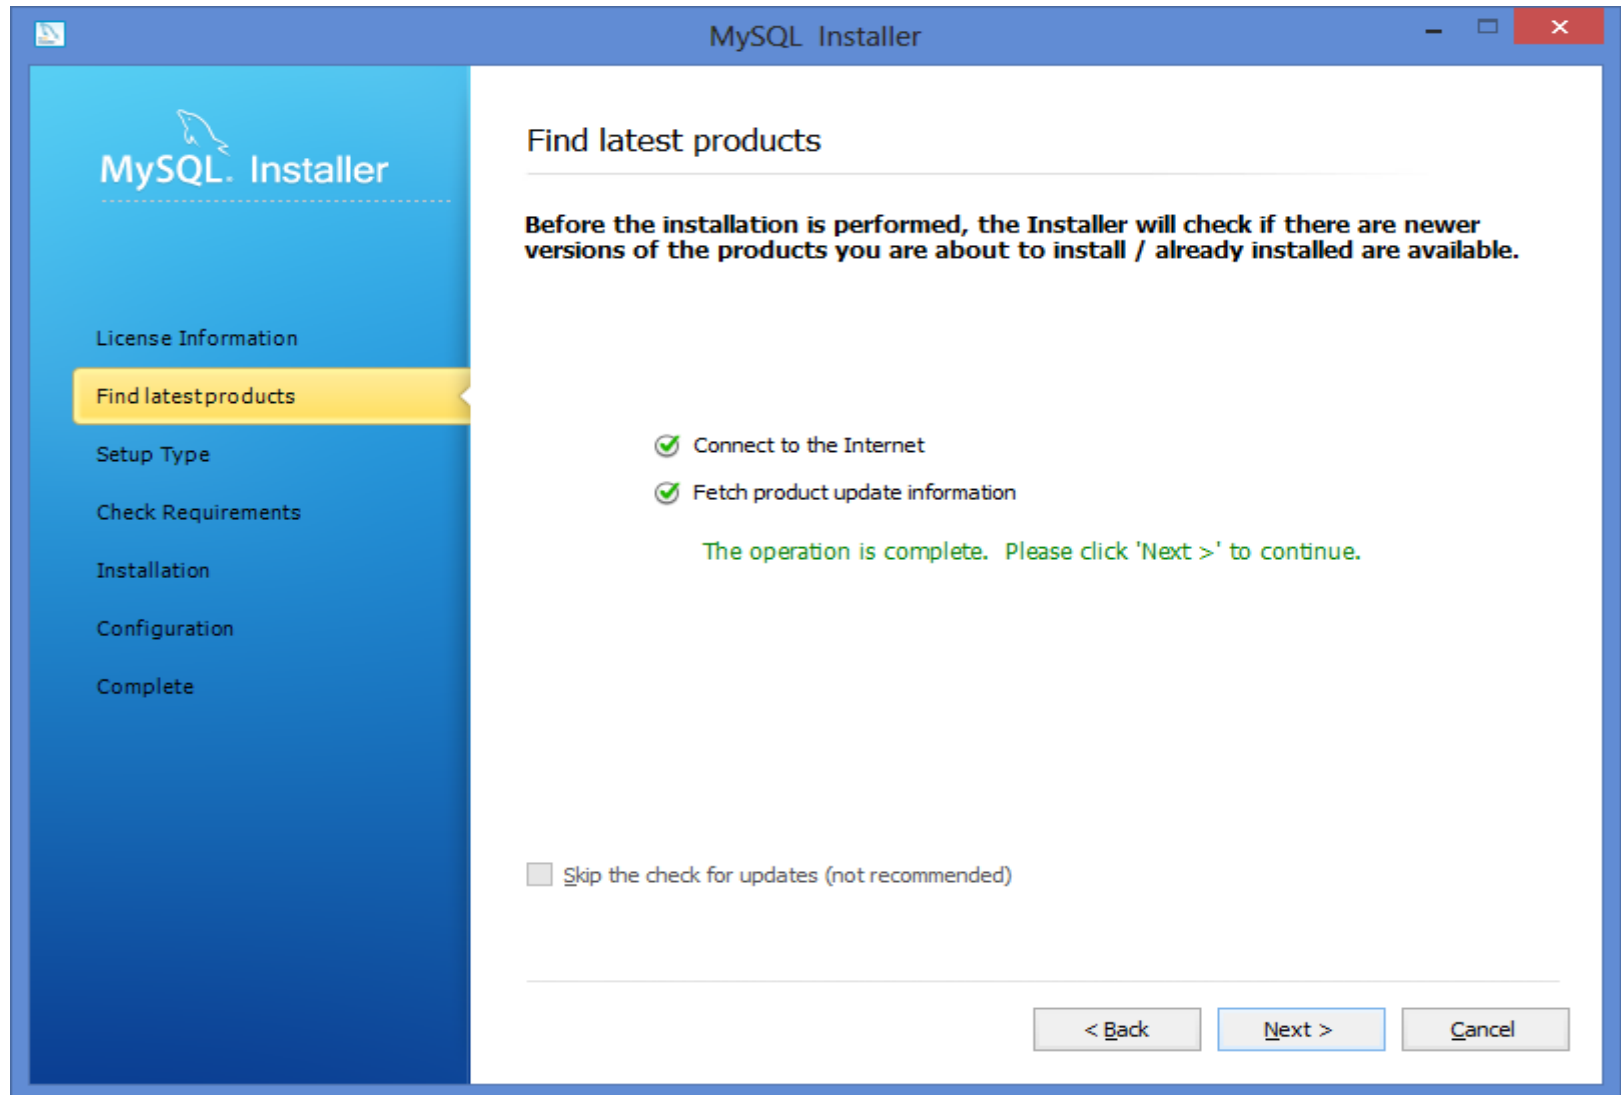 MySQL Installer
MySQL. Installer
License Information
Find latest products
Setup Type
Check Requirements
Installation
Configuration
Complete
Find latest products
Before the installation is performed, the Installer will check if there are newer
versions of the products you are about to install / already installed are available.
Connect to the Internet
Fetch product update information
The operation is complete. Please click 'Next >' to continue.
Skip the check for updates (not recommended)
< Back
Next >
Cancel